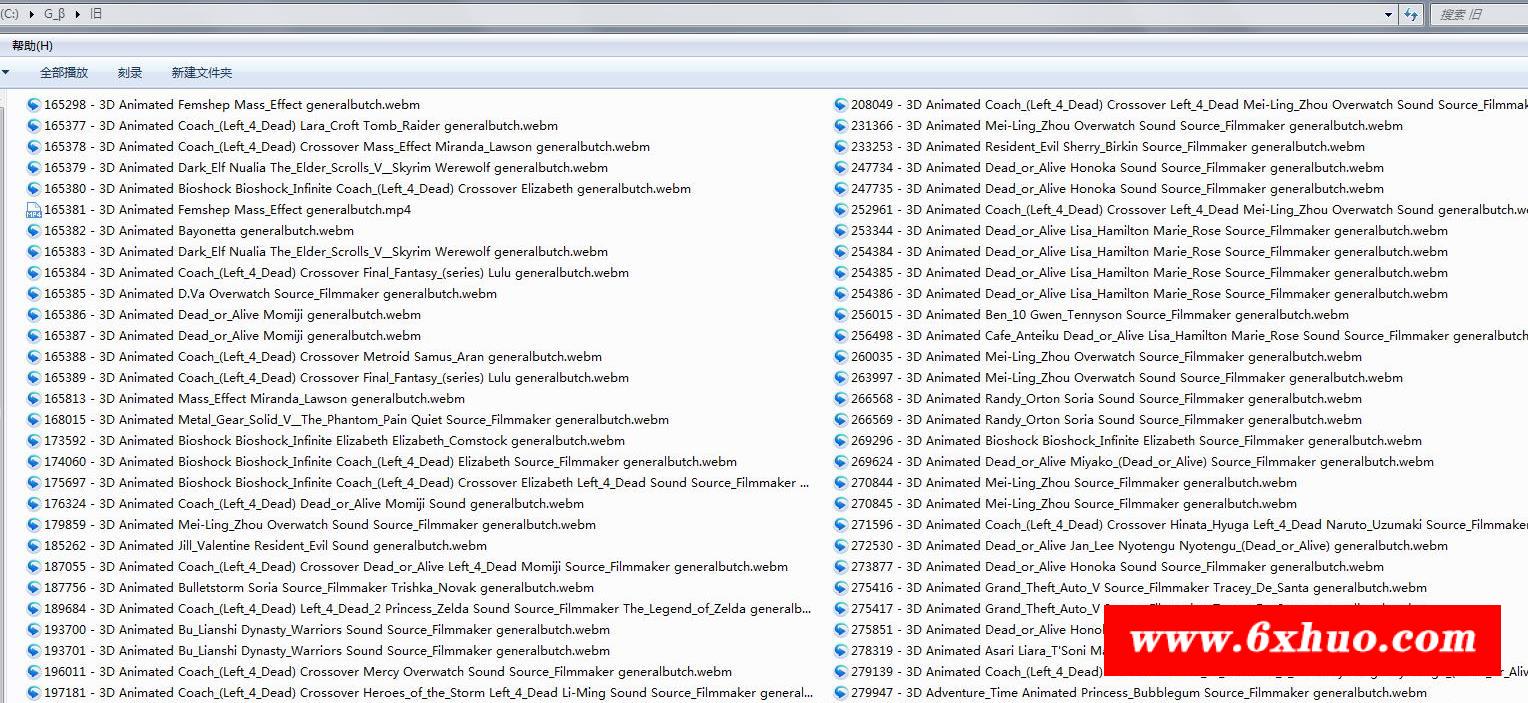 (C:) ▸ G_β ▸ 旧
搜索 旧
帮助(H)
全部播放 刻录 新建文件夹
165298 - 3D Animated Femshep Mass_Effect generalbutch.webm
165377 - 3D Animated Coach_(Left_4_Dead) Lara_Croft Tomb_Raider generalbutch.webm
165378 - 3D Animated Coach_(Left_4_Dead) Crossover Mass_Effect Miranda_Lawson generalbutch.webm
165379 - 3D Animated Dark_Elf Nualia The_Elder_Scrolls_V__Skyrim Werewolf generalbutch.webm
165380 - 3D Animated Bioshock Bioshock_Infinite Coach_(Left_4_Dead) Crossover Elizabeth generalbutch.webm
165381 - 3D Animated Femshep Mass_Effect generalbutch.mp4
165382 - 3D Animated Bayonetta generalbutch.webm
165383 - 3D Animated Dark_Elf Nualia The_Elder_Scrolls_V__Skyrim Werewolf generalbutch.webm
165384 - 3D Animated Coach_(Left_4_Dead) Crossover Final_Fantasy_(series) Lulu generalbutch.webm
165385 - 3D Animated D.Va Overwatch Source_Filmmaker generalbutch.webm
165386 - 3D Animated Dead_or_Alive Momiji generalbutch.webm
165387 - 3D Animated Dead_or_Alive Momiji generalbutch.webm
165388 - 3D Animated Coach_(Left_4_Dead) Crossover Metroid Samus_Aran generalbutch.webm
165389 - 3D Animated Coach_(Left_4_Dead) Crossover Final_Fantasy_(series) Lulu generalbutch.webm
165813 - 3D Animated Mass_Effect Miranda_Lawson generalbutch.webm
168015 - 3D Animated Metal_Gear_Solid_V__The_Phantom_Pain Quiet Source_Filmmaker generalbutch.webm
173592 - 3D Animated Bioshock Bioshock_Infinite Elizabeth Elizabeth_Comstock generalbutch.webm
174060 - 3D Animated Bioshock Bioshock_Infinite Coach_(Left_4_Dead) Elizabeth Source_Filmmaker generalbutch.webm
175697 - 3D Animated Bioshock Bioshock_Infinite Coach_(Left_4_Dead) Crossover Elizabeth Left_4_Dead Sound Source_Filmmaker ...
176324 - 3D Animated Coach_(Left_4_Dead) Dead_or_Alive Momiji Sound generalbutch.webm
179859 - 3D Animated Mei-Ling_Zhou Overwatch Sound Source_Filmmaker generalbutch.webm
185262 - 3D Animated Jill_Valentine Resident_Evil Sound generalbutch.webm
187055 - 3D Animated Coach_(Left_4_Dead) Crossover Dead_or_Alive Left_4_Dead Momiji Source_Filmmaker generalbutch.webm
187756 - 3D Animated Bulletstorm Soria Source_Filmmaker Trishka_Novak generalbutch.webm
189684 - 3D Animated Coach_(Left_4_Dead) Left_4_Dead_2 Princess_Zelda Sound Source_Filmmaker The_Legend_of_Zelda generalb...
193700 - 3D Animated Bu_Lianshi Dynasty_Warriors Sound Source_Filmmaker generalbutch.webm
193701 - 3D Animated Bu_Lianshi Dynasty_Warriors Sound Source_Filmmaker generalbutch.webm
196011 - 3D Animated Coach_(Left_4_Dead) Crossover Mercy Overwatch Sound Source_Filmmaker generalbutch.webm
197181 - 3D Animated Coach_(Left_4_Dead) Crossover Heroes_of_the_Storm Left_4_Dead Li-Ming Sound Source_Filmmaker general...
208049 - 3D Animated Coach_(Left_4_Dead) Crossover Left_4_Dead Mei-Ling_Zhou Overwatch Sound Source_Filmmak
231366 - 3D Animated Mei-Ling_Zhou Overwatch Sound Source_Filmmaker generalbutch.webm
233253 - 3D Animated Resident_Evil Sherry_Birkin Source_Filmmaker generalbutch.webm
247734 - 3D Animated Dead_or_Alive Honoka Sound Source_Filmmaker generalbutch.webm
247735 - 3D Animated Dead_or_Alive Honoka Sound Source_Filmmaker generalbutch.webm
252961 - 3D Animated Coach_(Left_4_Dead) Crossover Left_4_Dead Mei-Ling_Zhou Overwatch Sound generalbutch.w
253344 - 3D Animated Dead_or_Alive Lisa_Hamilton Marie_Rose Source_Filmmaker generalbutch.webm
254384 - 3D Animated Dead_or_Alive Lisa_Hamilton Marie_Rose Source_Filmmaker generalbutch.webm
254385 - 3D Animated Dead_or_Alive Lisa_Hamilton Marie_Rose Source_Filmmaker generalbutch.webm
254386 - 3D Animated Dead_or_Alive Lisa_Hamilton Marie_Rose Source_Filmmaker generalbutch.webm
256015 - 3D Animated Ben_10 Gwen_Tennyson Source_Filmmaker generalbutch.webm
256498 - 3D Animated Cafe_Anteiku Dead_or_Alive Lisa_Hamilton Marie_Rose Sound Source_Filmmaker generalbutch
260035 - 3D Animated Mei-Ling_Zhou Overwatch Source_Filmmaker generalbutch.webm
263997 - 3D Animated Mei-Ling_Zhou Overwatch Sound Source_Filmmaker generalbutch.webm
266568 - 3D Animated Randy_Orton Soria Sound Source_Filmmaker generalbutch.webm
266569 - 3D Animated Randy_Orton Soria Sound Source_Filmmaker generalbutch.webm
269296 - 3D Animated Bioshock Bioshock_Infinite Elizabeth Source_Filmmaker generalbutch.webm
269624 - 3D Animated Dead_or_Alive Miyako_(Dead_or_Alive) Source_Filmmaker generalbutch.webm
270844 - 3D Animated Mei-Ling_Zhou Source_Filmmaker generalbutch.webm
270845 - 3D Animated Mei-Ling_Zhou Source_Filmmaker generalbutch.webm
271596 - 3D Animated Coach_(Left_4_Dead) Crossover Hinata_Hyuga Left_4_Dead Naruto_Uzumaki Source_Filmmaker
272530 - 3D Animated Dead_or_Alive Jan_Lee Nyotengu Nyotengu_(Dead_or_Alive) generalbutch.webm
273877 - 3D Animated Dead_or_Alive Honoka Sound Source_Filmmaker generalbutch.webm
275416 - 3D Animated Grand_Theft_Auto_V Source_Filmmaker Tracey_De_Santa generalbutch.webm
275417 - 3D Animated Grand_Theft_Auto_V
275851 - 3D Animated Dead_or_Alive Hono
278319 - 3D Animated Asari Liara_T'Soni M
279139 - 3D Animated Coach_(Left_4_Dead)
279947 - 3D Adventure_Time Animated Princess_Bubblegum Source_Filmmaker generalbutch.webm
www.6xhuo.com